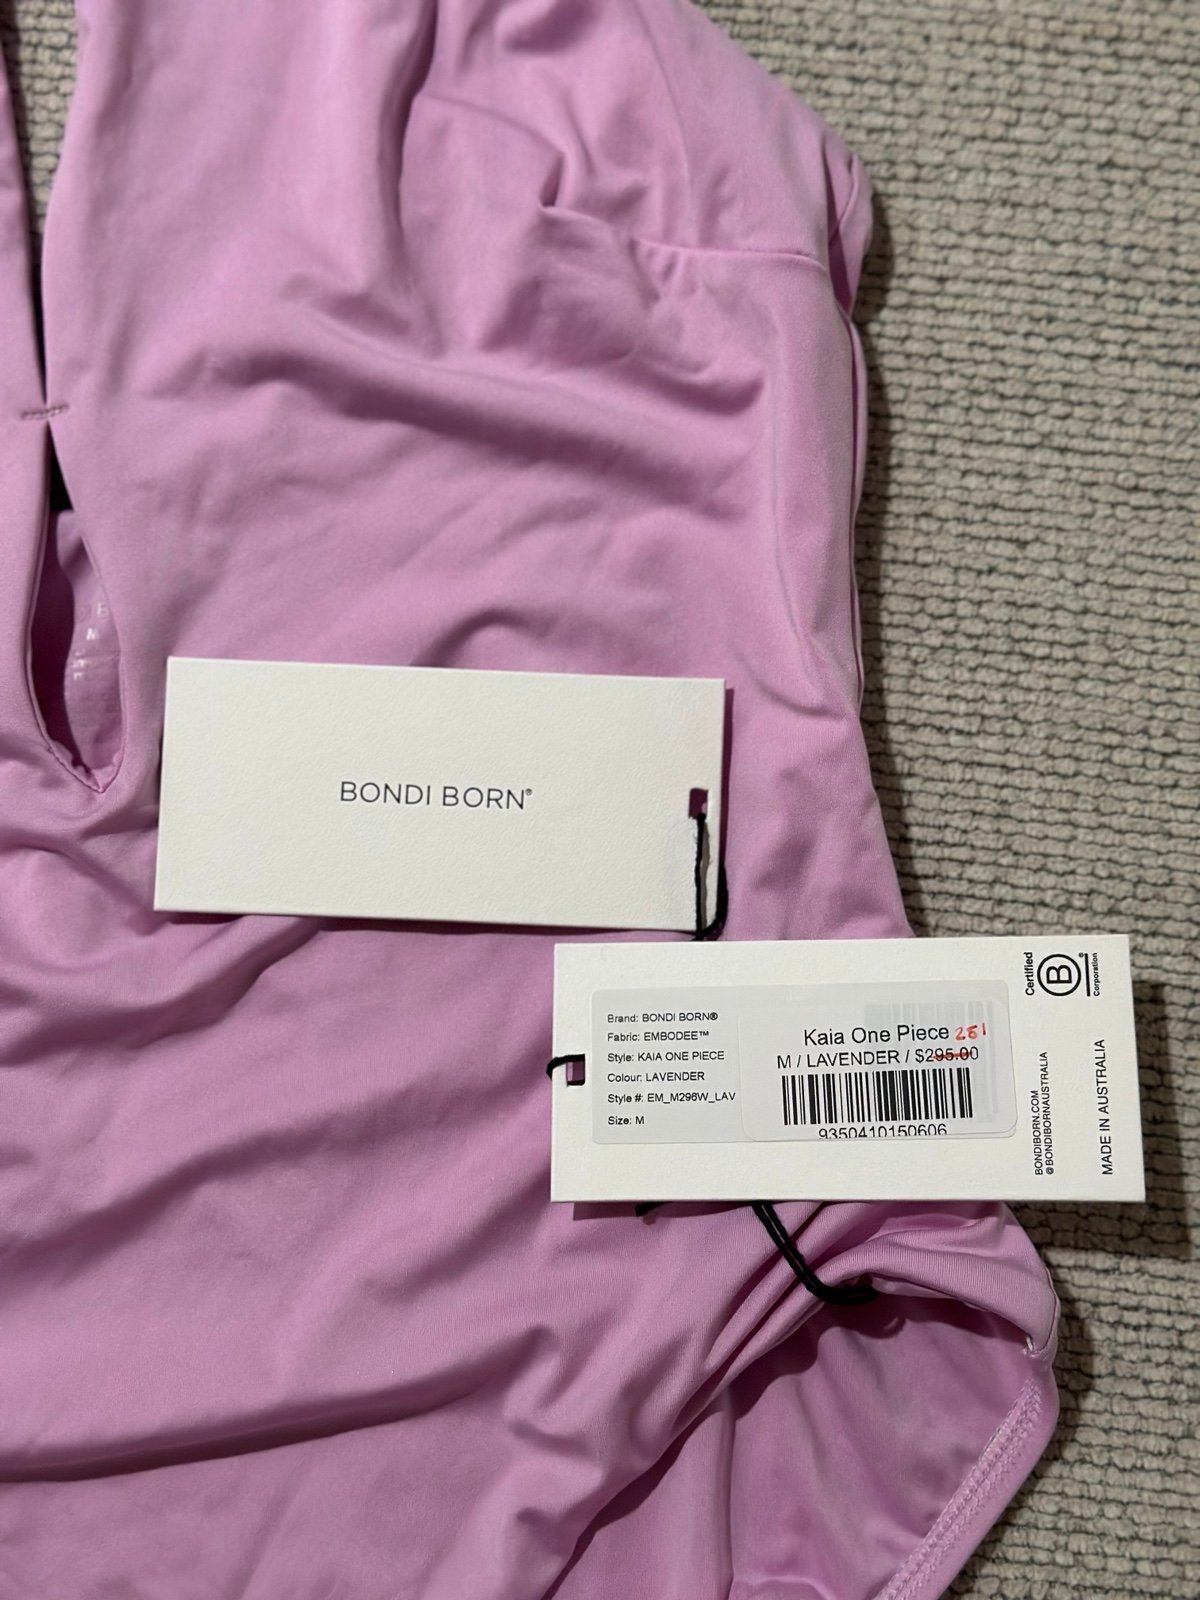 BONDI BORN®
Brand: BONDI BORN®
Fabric: EMBODEE™
Style: KAIA ONE PIECE
Colour: LAVENDER
Style #: EM_M296W_LAV
Size: M
Kaia One Piece 281
M / LAVENDER / $295.00
9350410150606
Certified
B®
Corporation
BONDIBORN.COM
@BONDIBORNAUSTRALIA
MADE IN AUSTRALIA